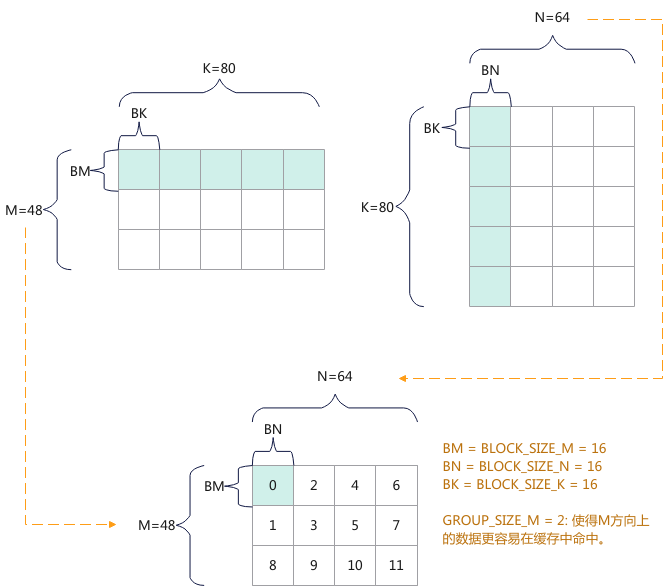 N=64
K=80
BN
BK
BK
BM
M=48
K=80
N=64
BN
BM
0 2 4 6
M=48
1 3 5 7
8 9 10 11
BM = BLOCK_SIZE_M = 16
BN = BLOCK_SIZE_N = 16
BK = BLOCK_SIZE_K = 16
GROUP_SIZE_M = 2: 使得M方向上
的数据更容易在缓存中命中。